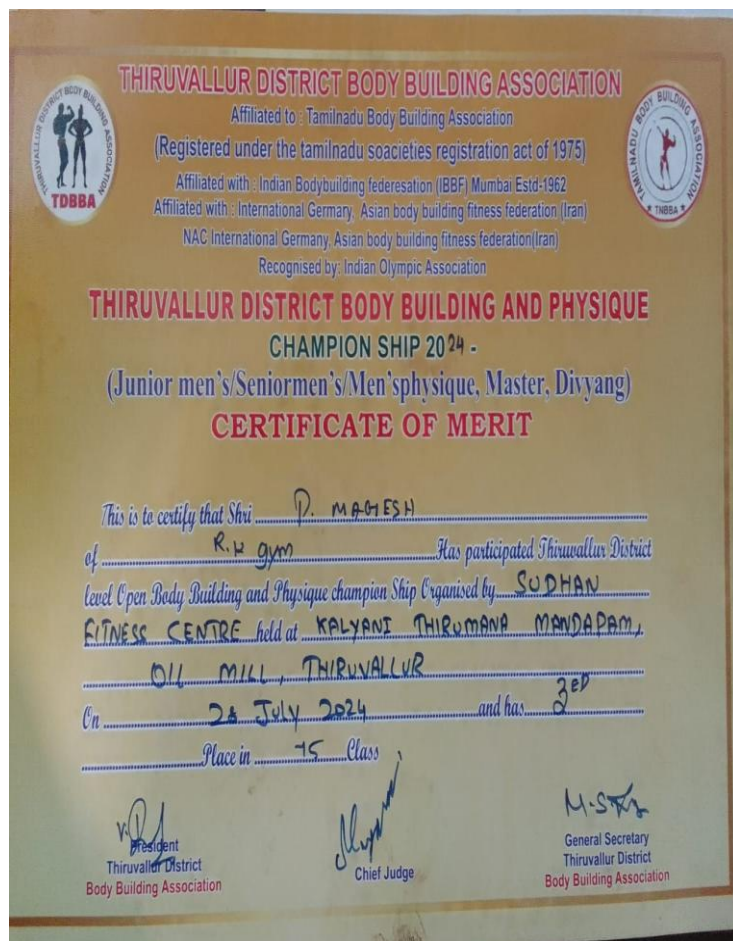 THIRUVALLUR DISTRICT BODY BUILDING ASSOCIATION
Affiliated to : Tamilnadu Body Building Association
(Registered under the tamilnadu soacieties registration act of 1975)
Affiliated with : Indian Bodybuilding federesation (IBBF) Mumbai Estd-1962
Affiliated with : International Germary, Asian body building fitness federation (Iran)
NAC International Germany, Asian body building fitness federation(Iran)
Recognised by: Indian Olympic Association
THIRUVALLUR DISTRICT BODY BUILDING ASSOCIATION
TDBBA
TAMILNADU BODY BUILDING ASSOCIATION
★ TNBBA ★
THIRUVALLUR DISTRICT BODY BUILDING AND PHYSIQUE
CHAMPION SHIP 2024 -
(Junior men's/Seniormen's/Men'sphysique, Master, Divyang)
CERTIFICATE OF MERIT
This is to certify that Shri D. MAGESH
of R.K gym Has participated Thiruvallur District
level Open Body Building and Physique champion Ship Organised by SUDHAN
FITNESS CENTRE held at KALYANI THIRUMANA MANDAPAM,
OIL MILL, THIRUVALLUR
On 28 JULY 2024 and has 3RD
Place in 75 Class
President
Thiruvallur District
Body Building Association
Chief Judge
General Secretary
Thiruvallur District
Body Building Association